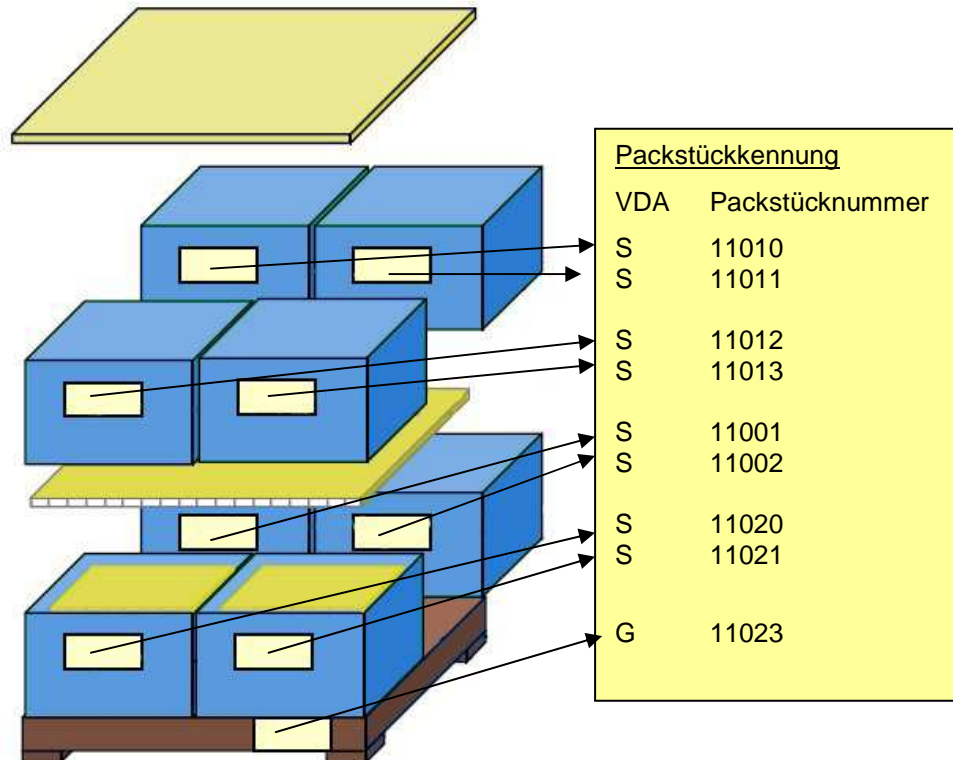 Packstückkennung
VDA Packstücknummer
S 11010
S 11011
S 11012
S 11013
S 11001
S 11002
S 11020
S 11021
G 11023